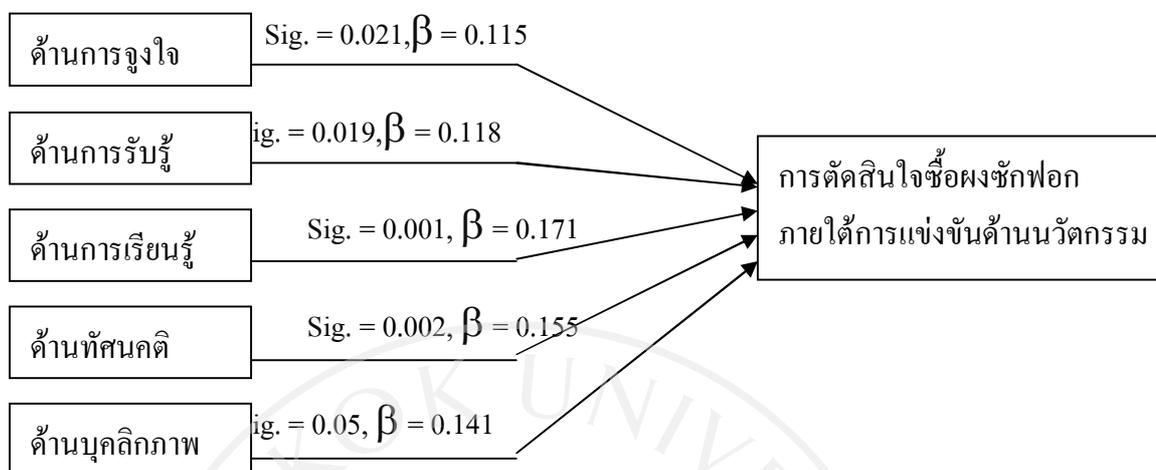 ด้านการจูงใจ
Sig. = 0.021,β = 0.115
ด้านการรับรู้
ig. = 0.019,β = 0.118
ด้านการเรียนรู้
Sig. = 0.001, β = 0.171
ด้านทัศนคติ
Sig. = 0.002, β = 0.155
ด้านบุคลิกภาพ
ig. = 0.05, β = 0.141
การตัดสินใจซื้อผงซักฟอก
ภายใต้การแข่งขันด้านนวัตกรรม
KOK UNIV